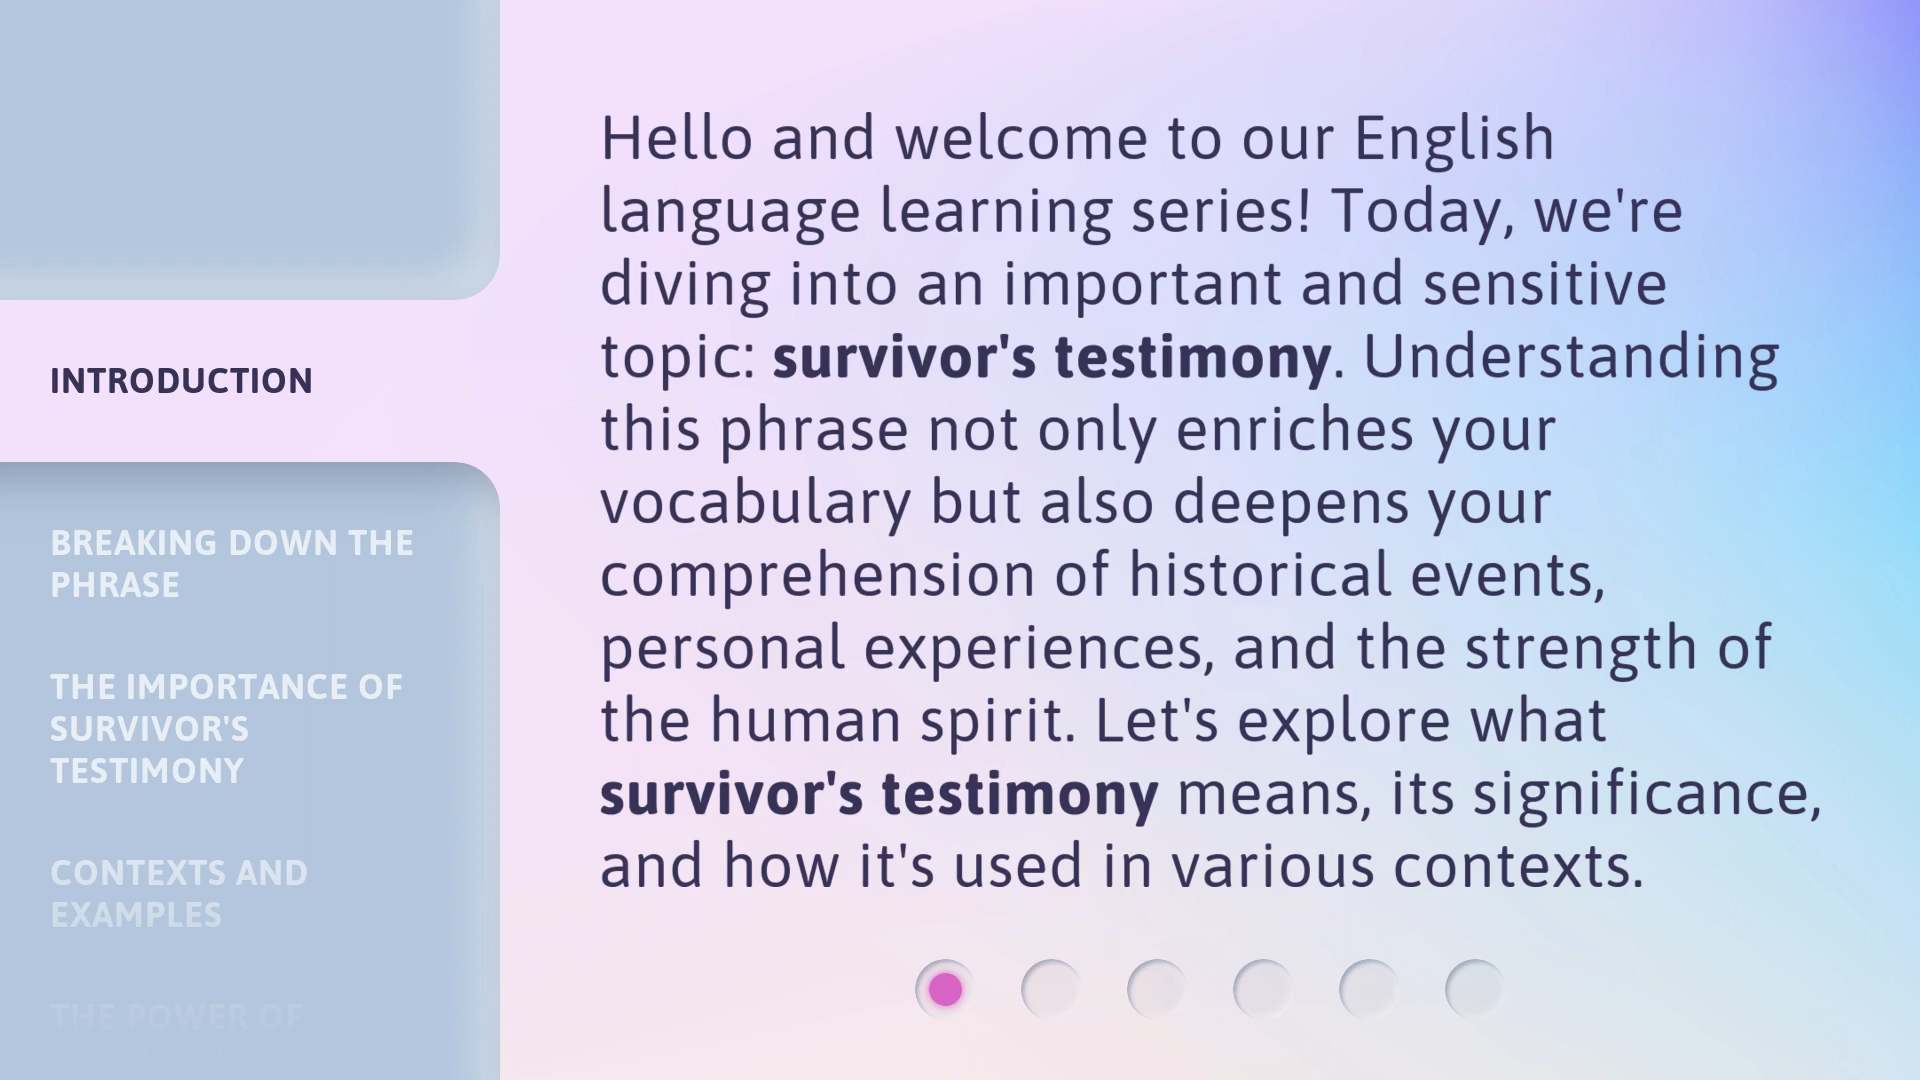 INTRODUCTION
BREAKING DOWN THE
PHRASE
THE IMPORTANCE OF
SURVIVOR'S
TESTIMONY
CONTEXTS AND
EXAMPLES
THE POWER OF
Hello and welcome to our English
language learning series! Today, we're
diving into an important and sensitive
topic: survivor's testimony. Understanding
this phrase not only enriches your
vocabulary but also deepens your
comprehension of historical events,
personal experiences, and the strength of
the human spirit. Let's explore what
survivor's testimony means, its significance,
and how it's used in various contexts.